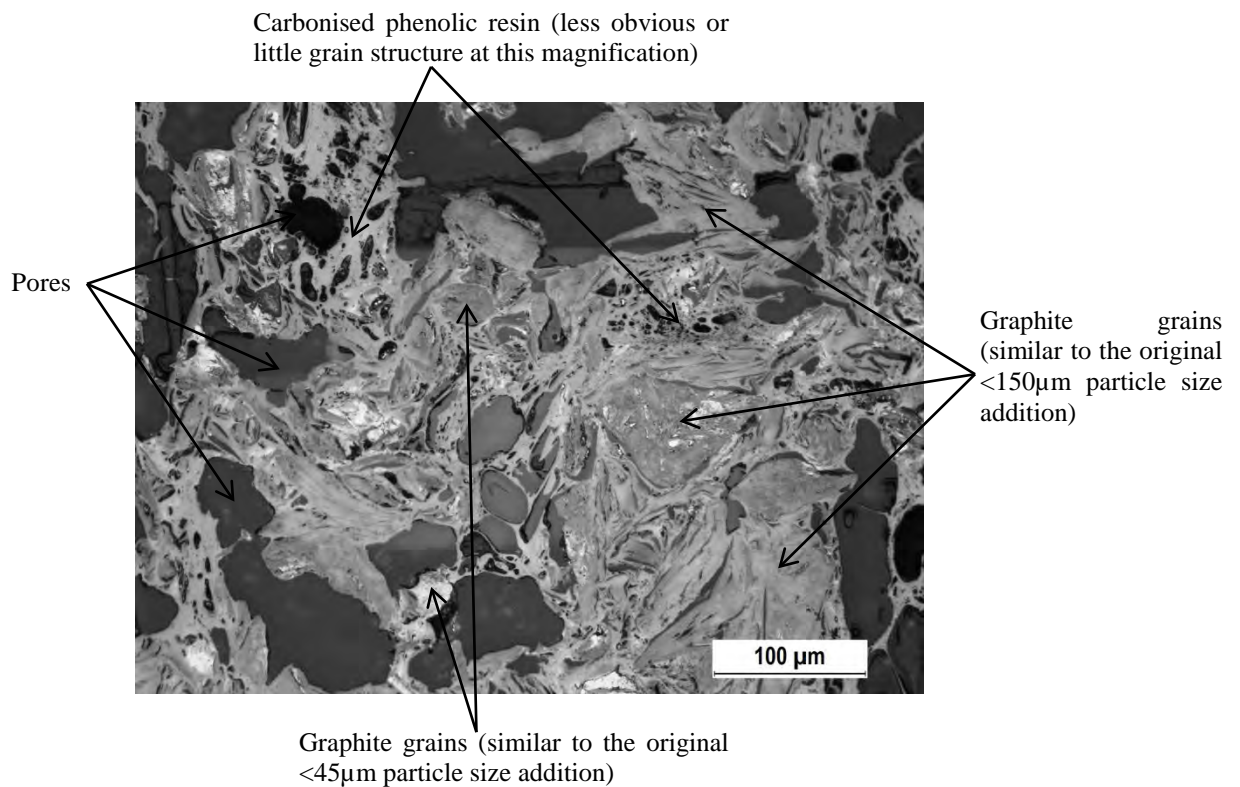 Carbonised phenolic resin (less obvious or
little grain structure at this magnification)
Pores
Graphite grains
(similar to the original
<150µm particle size
addition)
100 µm
Graphite grains (similar to the original
<45µm particle size addition)